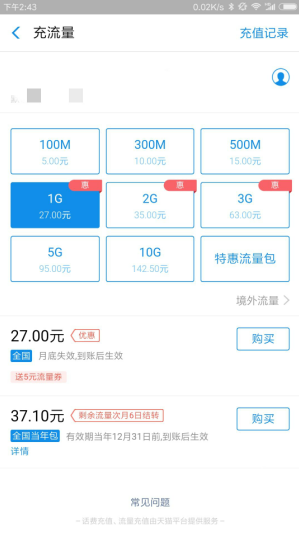 下午2:43
0.02K/s
充流量
充值记录
100M
5.00元
300M
10.00元
500M
15.00元
惠
1G
27.00元
惠
2G
35.00元
惠
3G
63.00元
5G
95.00元
10G
142.50元
特惠流量包
境外流量
27.00元
优惠
购买
全国
月底失效,到账后生效
送5元流量券
37.10元
剩余流量次月6日结转
购买
全国当年包
有效期当年12月31日前,到账后生效
详情
常见问题
~话费充值、流量充值由天猫平台提供服务~